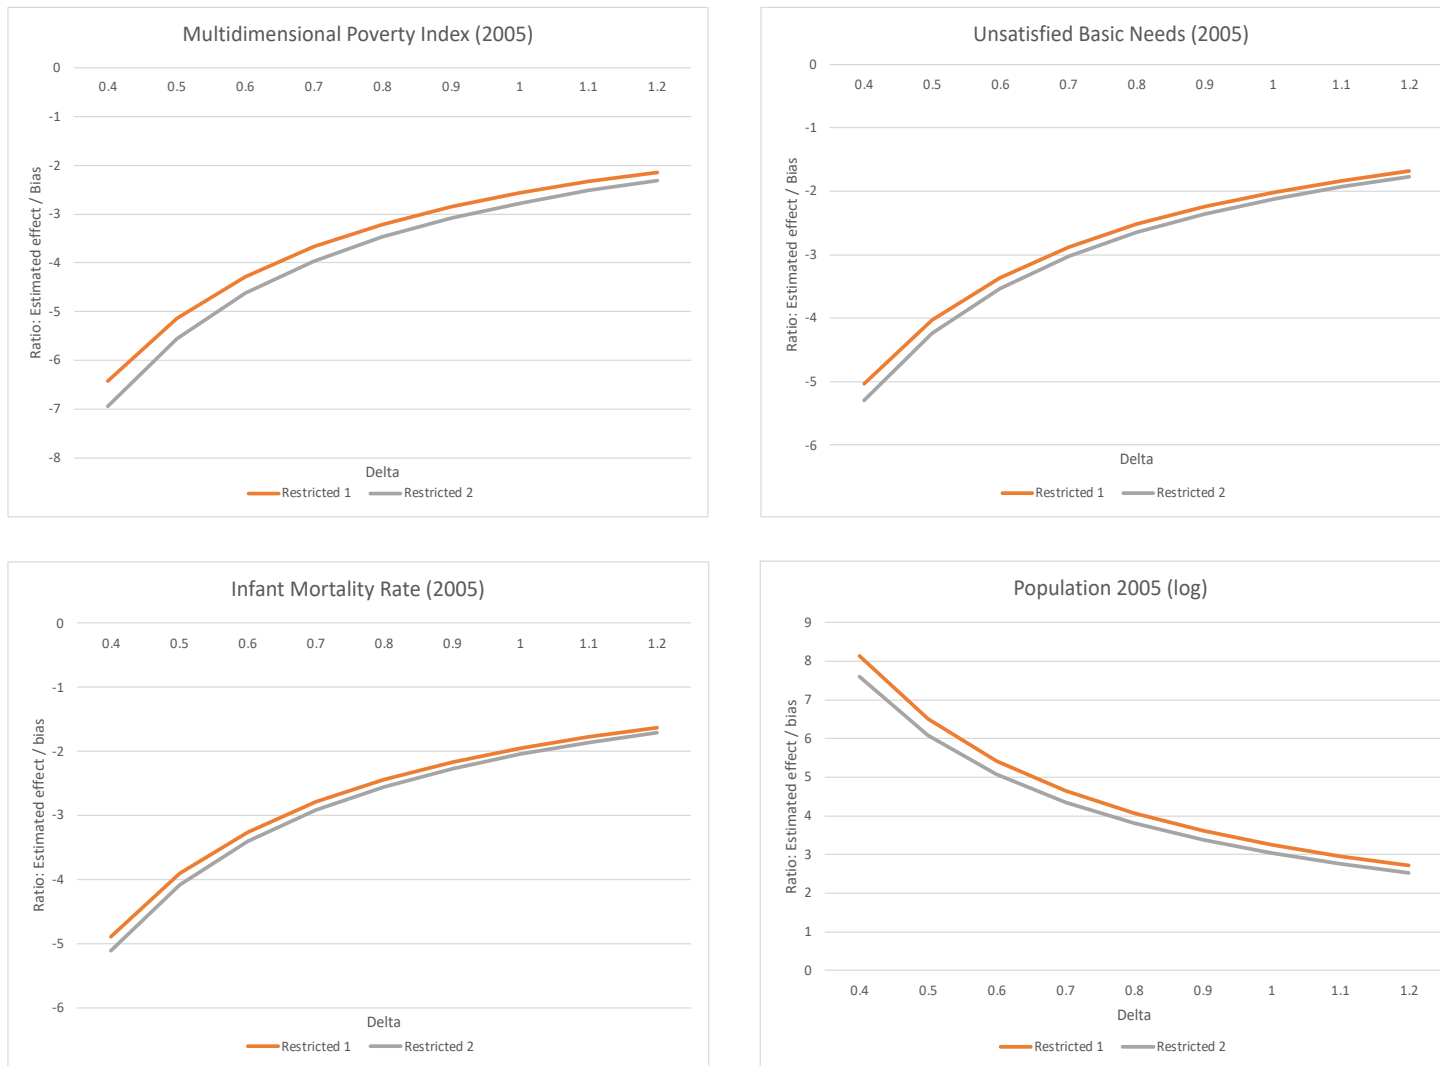 Multidimensional Poverty Index (2005)
0
0.4 0.5 0.6 0.7 0.8 0.9 1 1.1 1.2
-1
-2
-3
-4
-5
-6
-7
-8
Ratio: Estimated effect / Bias
Delta
Restricted 1 Restricted 2
Unsatisfied Basic Needs (2005)
0
0.4 0.5 0.6 0.7 0.8 0.9 1 1.1 1.2
-1
-2
-3
-4
-5
-6
Ratio: Estimated effect / Bias
Delta
Restricted 1 Restricted 2
Infant Mortality Rate (2005)
0
0.4 0.5 0.6 0.7 0.8 0.9 1 1.1 1.2
-1
-2
-3
-4
-5
-6
Ratio: Estimated effect / bias
Delta
Restricted 1 Restricted 2
Population 2005 (log)
9
8
7
6
5
4
3
2
1
0
Ratio: Estimated effect / bias
0.4 0.5 0.6 0.7 0.8 0.9 1 1.1 1.2
Delta
Restricted 1 Restricted 2